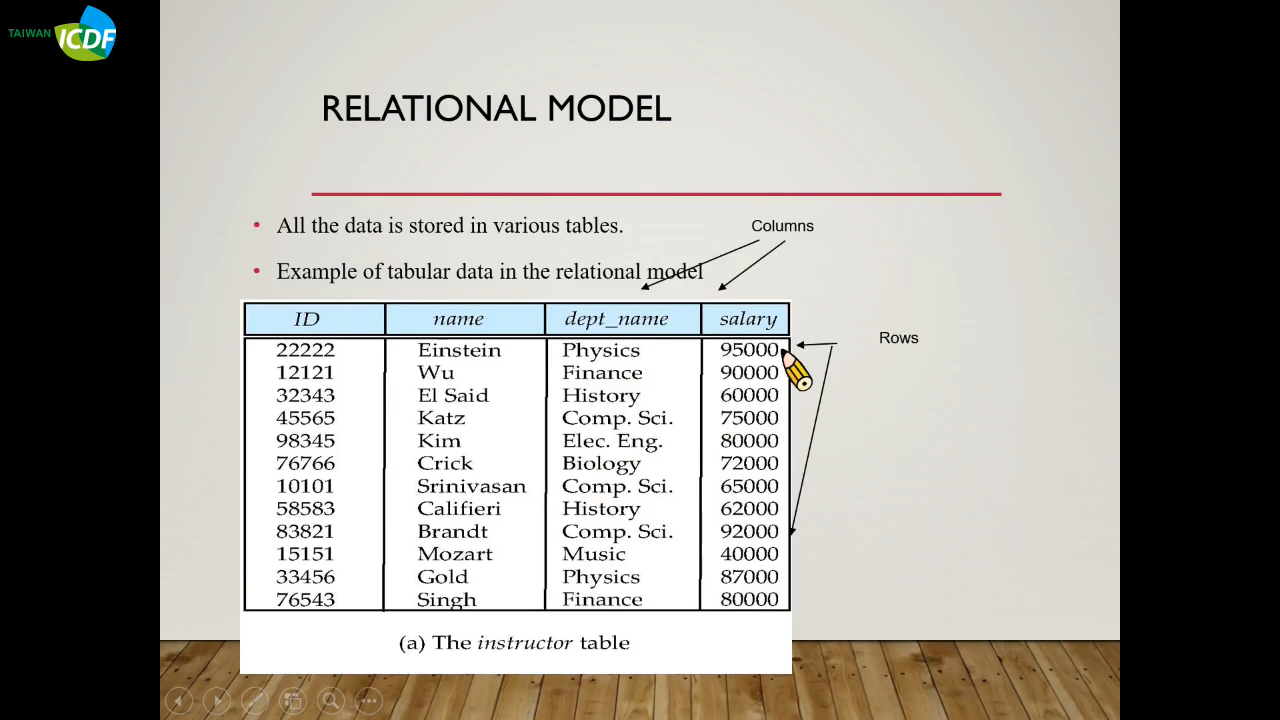 TAIWAN ICDF
RELATIONAL MODEL
• All the data is stored in various tables.
Columns
• Example of tabular data in the relational model
ID name dept_name salary
Rows
22222 Einstein Physics 95000
12121 Wu Finance 90000
32343 El Said History 60000
45565 Katz Comp. Sci. 75000
98345 Kim Elec. Eng. 80000
76766 Crick Biology 72000
10101 Srinivasan Comp. Sci. 65000
58583 Califieri History 62000
83821 Brandt Comp. Sci. 92000
15151 Mozart Music 40000
33456 Gold Physics 87000
76543 Singh Finance 80000
(a) The instructor table